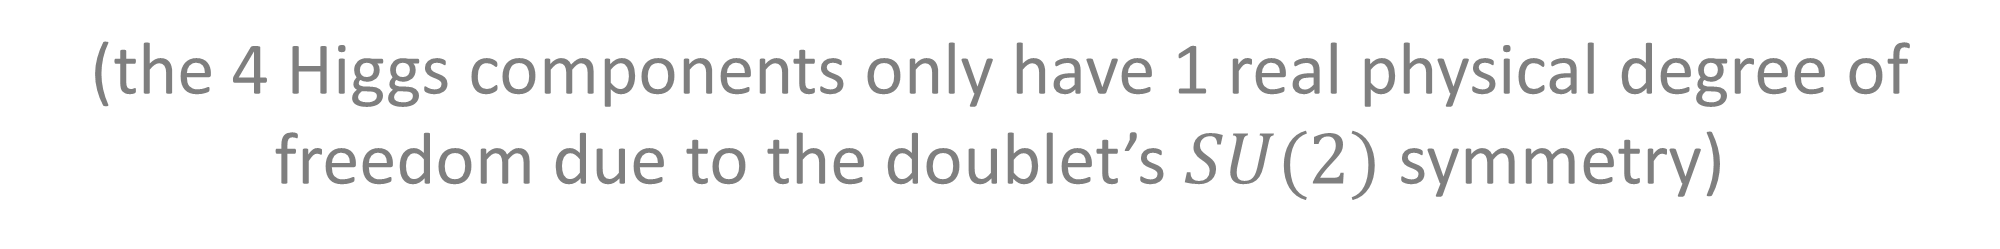 (the 4 Higgs components only have 1 real physical degree of
freedom due to the doublet’s 𝑆𝑈(2) symmetry)